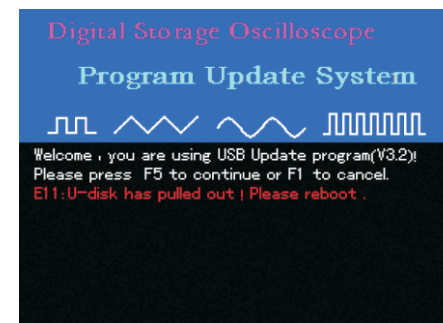 Digital Storage Oscilloscope
Program Update System
Welcome , you are using USB Update program(V3.2)!
Please press F5 to continue or F1 to cancel.
E11:U-disk has pulled out ! Please reboot .